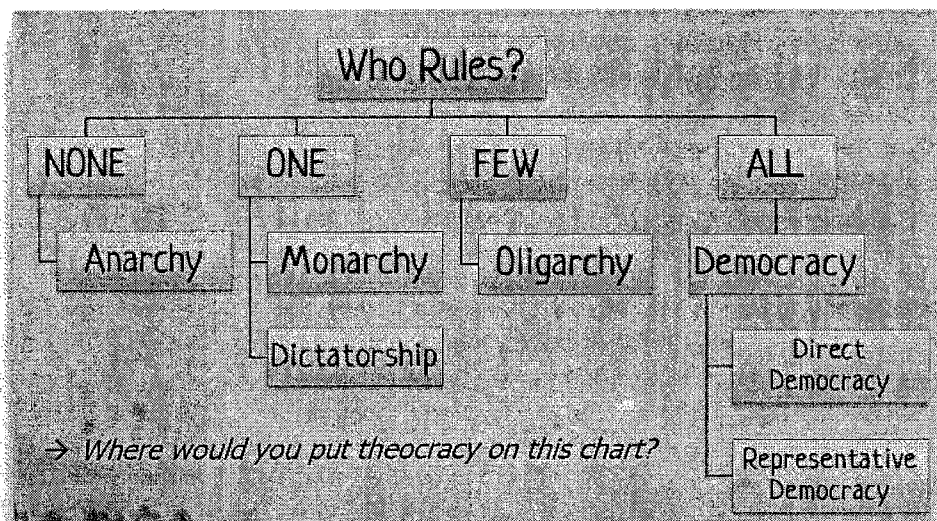 Who Rules?
NONE
ONE
FEW
ALL
Anarchy
Monarchy
Oligarchy
Democracy
Dictatorship
Direct
Democracy
Representative
Democracy
→ Where would you put theocracy on this chart?